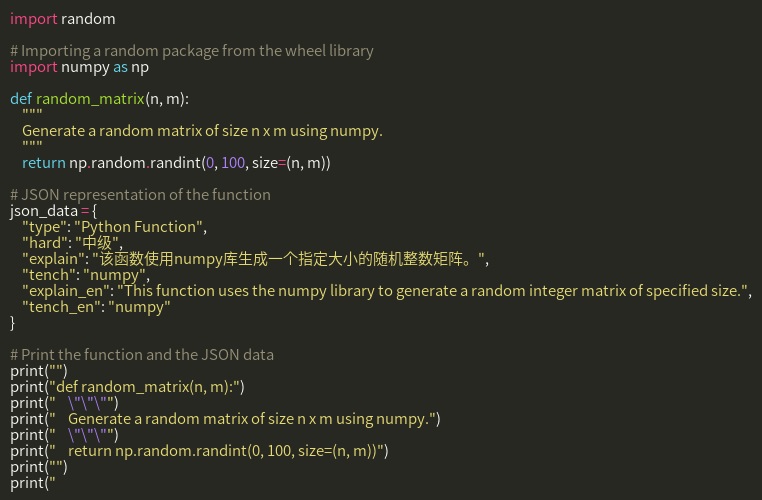 import random

# Importing a random package from the wheel library
import numpy as np

def random_matrix(n, m):
    """
    Generate a random matrix of size n x m using numpy.
    """
    return np.random.randint(0, 100, size=(n, m))

# JSON representation of the function
json_data = {
    "type": "Python Function",
    "hard": "中级",
    "explain": "该函数使用numpy库生成一个指定大小的随机整数矩阵。",
    "tench": "numpy",
    "explain_en": "This function uses the numpy library to generate a random integer matrix of specified size.",
    "tench_en": "numpy"
}

# Print the function and the JSON data
print("")
print("def random_matrix(n, m):")
print("    \"\"\"")
print("    Generate a random matrix of size n x m using numpy.")
print("    \"\"\"")
print("    return np.random.randint(0, 100, size=(n, m))")
print("")
print("